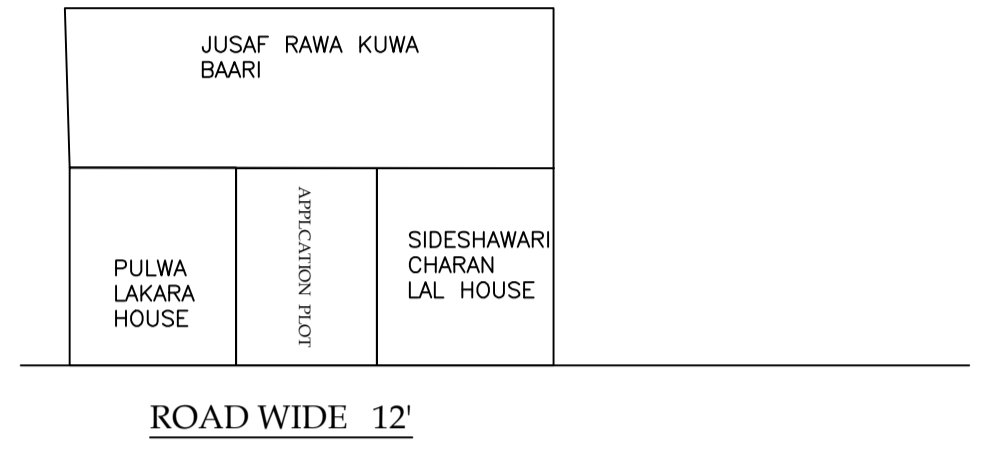 JUSAF RAWA KUWA
BAARI
PULWA
LAKARA
HOUSE
APPLCATION PLOT
SIDESHAWARI
CHARAN
LAL HOUSE
ROAD WIDE 12'